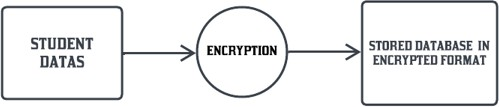 STUDENT
DATAS
ENCRYPTION
STORED DATABASE IN
ENCRYPTED FORMAT